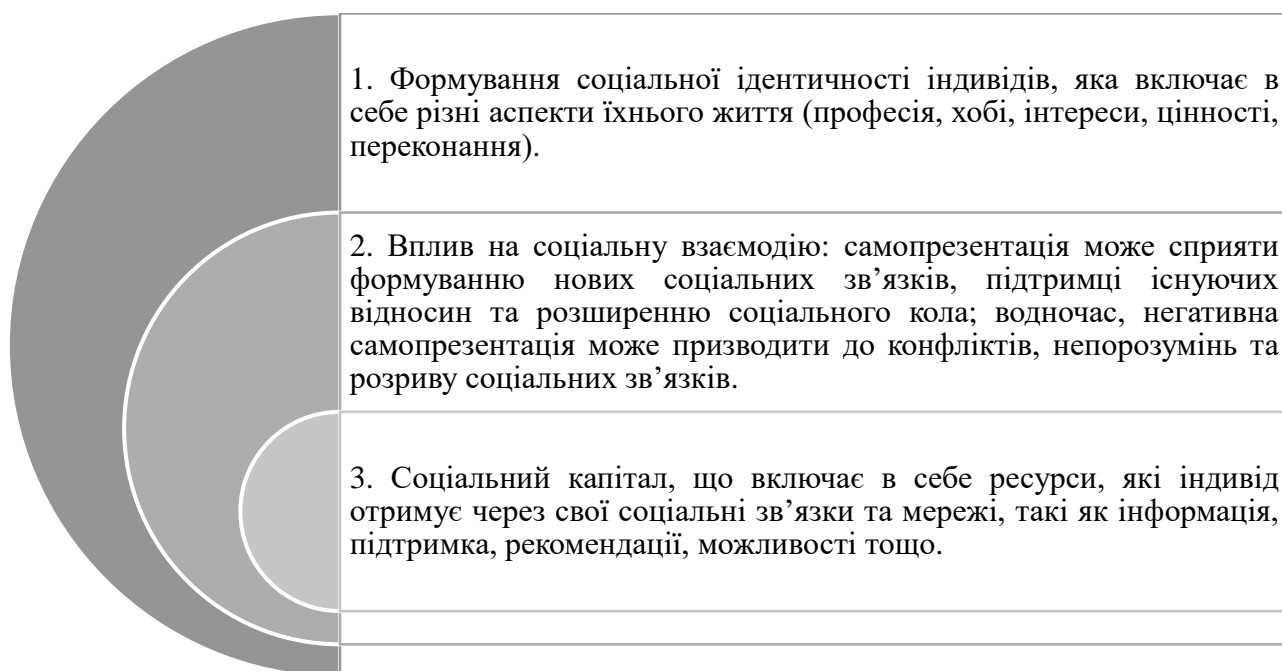 1. Формування соціальної ідентичності індивідів, яка включає в
себе різні аспекти їхнього життя (професія, хобі, інтереси, цінності,
переконання).
2. Вплив на соціальну взаємодію: самопрезентація може сприяти
формуванню нових соціальних зв’язків, підтримці існуючих
відносин та розширенню соціального кола; водночас, негативна
самопрезентація може призводити до конфліктів, непорозумінь та
розриву соціальних зв’язків.
3. Соціальний капітал, що включає в себе ресурси, які індивід
отримує через свої соціальні зв’язки та мережі, такі як інформація,
підтримка, рекомендації, можливості тощо.